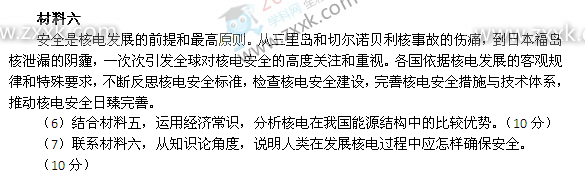 材料六
安全是核电发展的前提和最高原则。从五里岛和切尔诺贝利核事故的伤痛，到日本福岛
核泄漏的阴霾，一次次引发全球对核电安全的高度关注和重视。各国依据核电发展的客观规
律和特殊要求，不断反思核电安全标准，检查核电安全建设，完善核电安全措施与技术体系，
推动核电安全日臻完善。
（6）结合材料五，运用经济常识，分析核电在我国能源结构中的比较优势。（10 分）
（7）联系材料六，从知识论角度，说明人类在发展核电过程中应怎样确保安全。
（10 分）